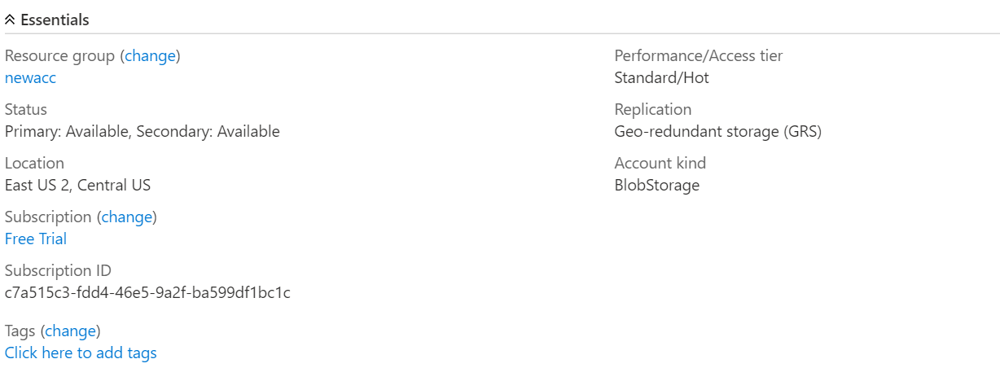 Essentials
Resource group (change)
newacc
Status
Primary: Available, Secondary: Available
Location
East US 2, Central US
Subscription (change)
Free Trial
Subscription ID
c7a515c3-fdd4-46e5-9a2f-ba599df1bc1c
Tags (change)
Click here to add tags
Performance/Access tier
Standard/Hot
Replication
Geo-redundant storage (GRS)
Account kind
BlobStorage